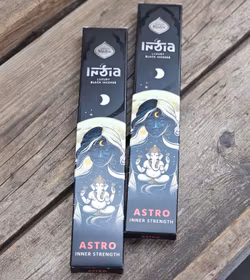 India
LUXURY
BLACK INCENSE
ASTRO
INNER STRENGTH
India
LUXURY
BLACK INCENSE
ASTRO
INNER STRENGTH